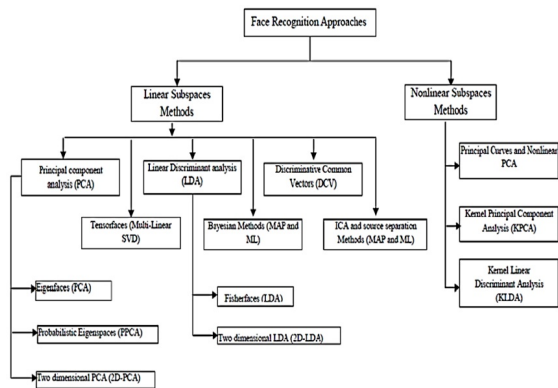 Face Recognition Approaches
Linear Subspaces
Methods
Nonlinear Subspaces
Methods
Principal component
analysis (PCA)
Linear Discriminant analysis
(LDA)
Discriminative Common
Vectors (DCV)
Principal Curves and Nonlinear
PCA
Tensorfaces (Multi-Linear
SVD)
Bayesian Methods (MAP and
ML)
ICA and source separation
Methods (MAP and ML)
Kernel Principal Component
Analysis (KPCA)
Eigenfaces (PCA)
Fisherfaces (LDA)
Kernel Linear
Discriminant Analysis
(KLDA)
Probabilistic Eigenspaces (PPCA)
Two dimensional LDA (2D-LDA)
Two dimensional PCA (2D-PCA)